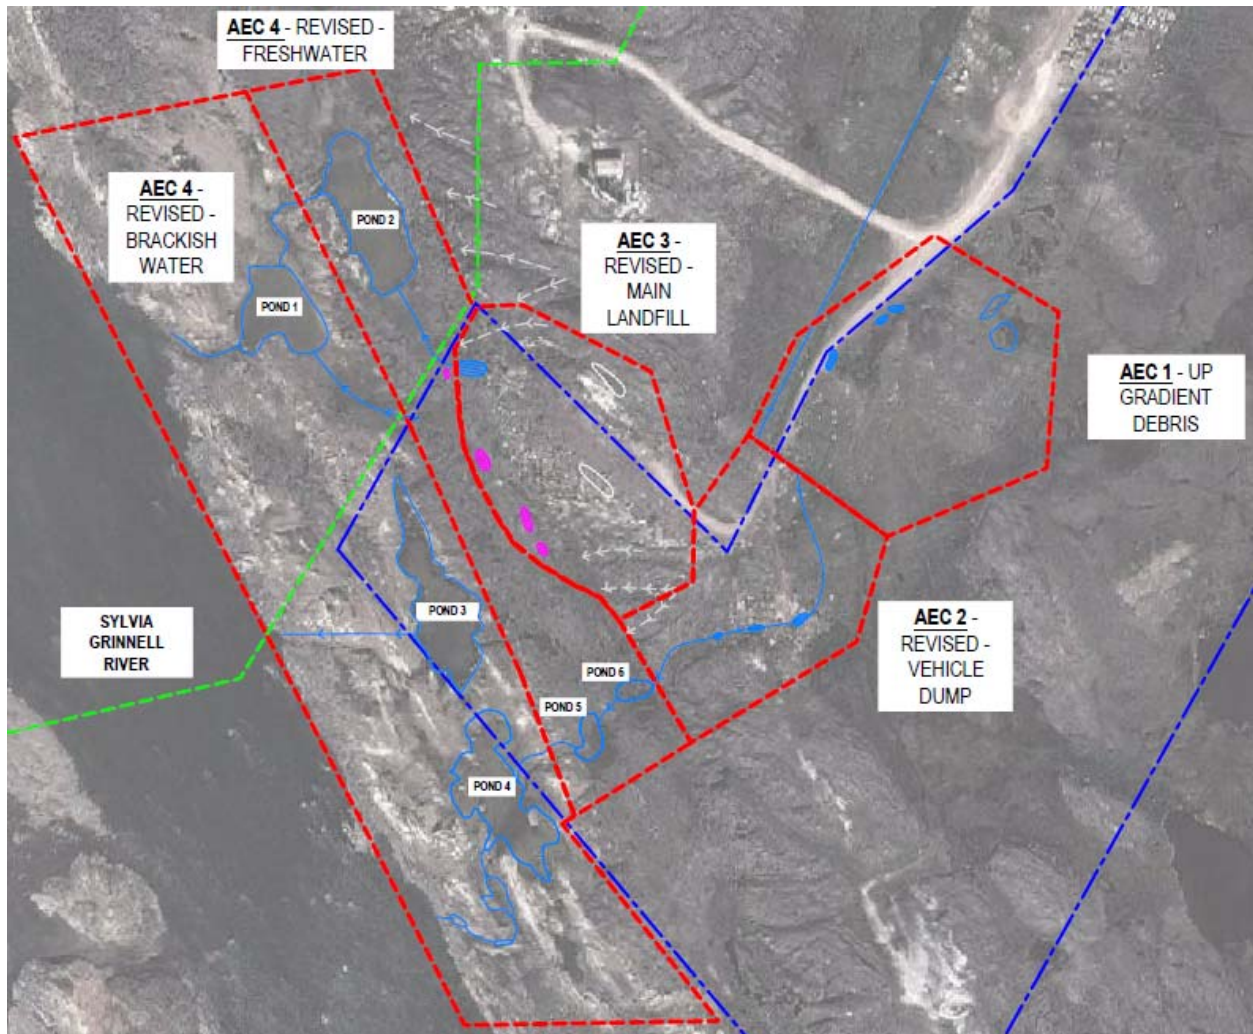 AEC 4 - REVISED -
FRESHWATER
AEC 4 -
REVISED -
BRACKISH
WATER
POND 2
POND 1
AEC 3 -
REVISED -
MAIN
LANDFILL
AEC 1 - UP
GRADIENT
DEBRIS
SYLVIA
GRINNELL
RIVER
POND 3
AEC 2 -
REVISED -
VEHICLE
DUMP
POND 6
POND 5
POND 4